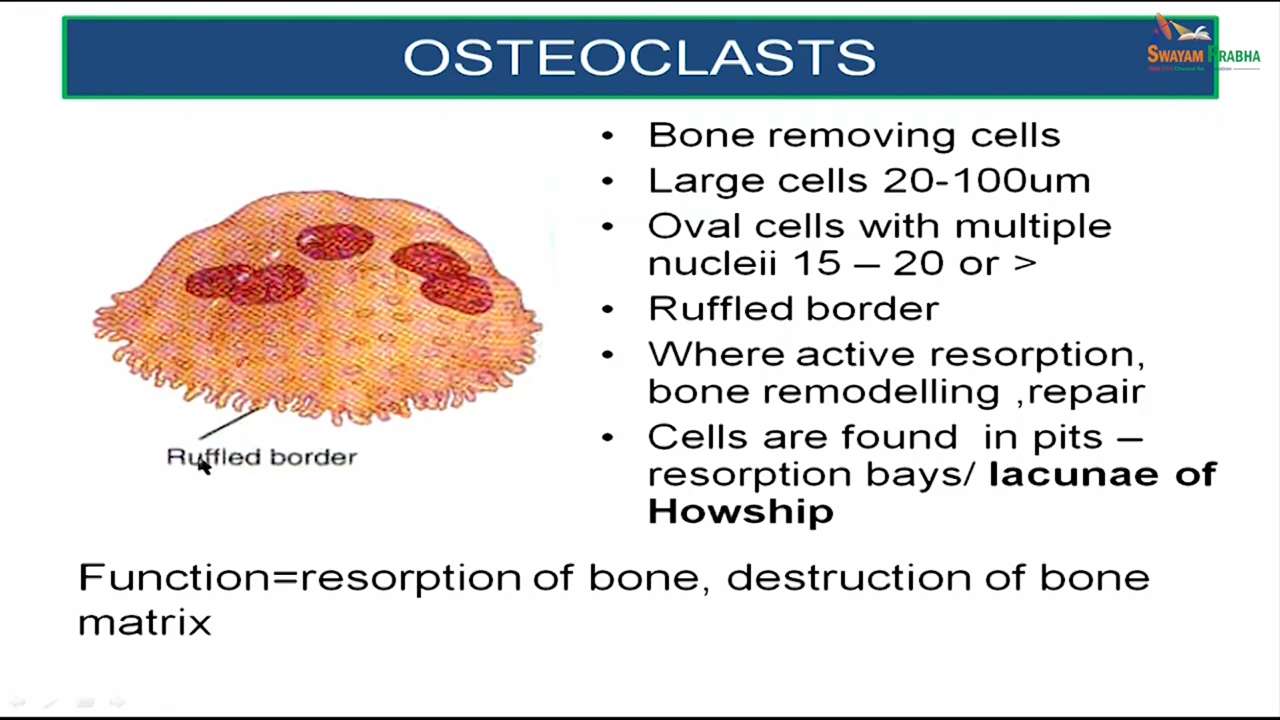 OSTEOCLASTS
SWAYAM PRABHA
• Bone removing cells
• Large cells 20-100um
• Oval cells with multiple
nucleii 15 – 20 or >
• Ruffled border
• Where active resorption,
bone remodelling ,repair
• Cells are found in pits –
resorption bays/ lacunae of
Howship
Ruffled border
Function=resorption of bone, destruction of bone
matrix